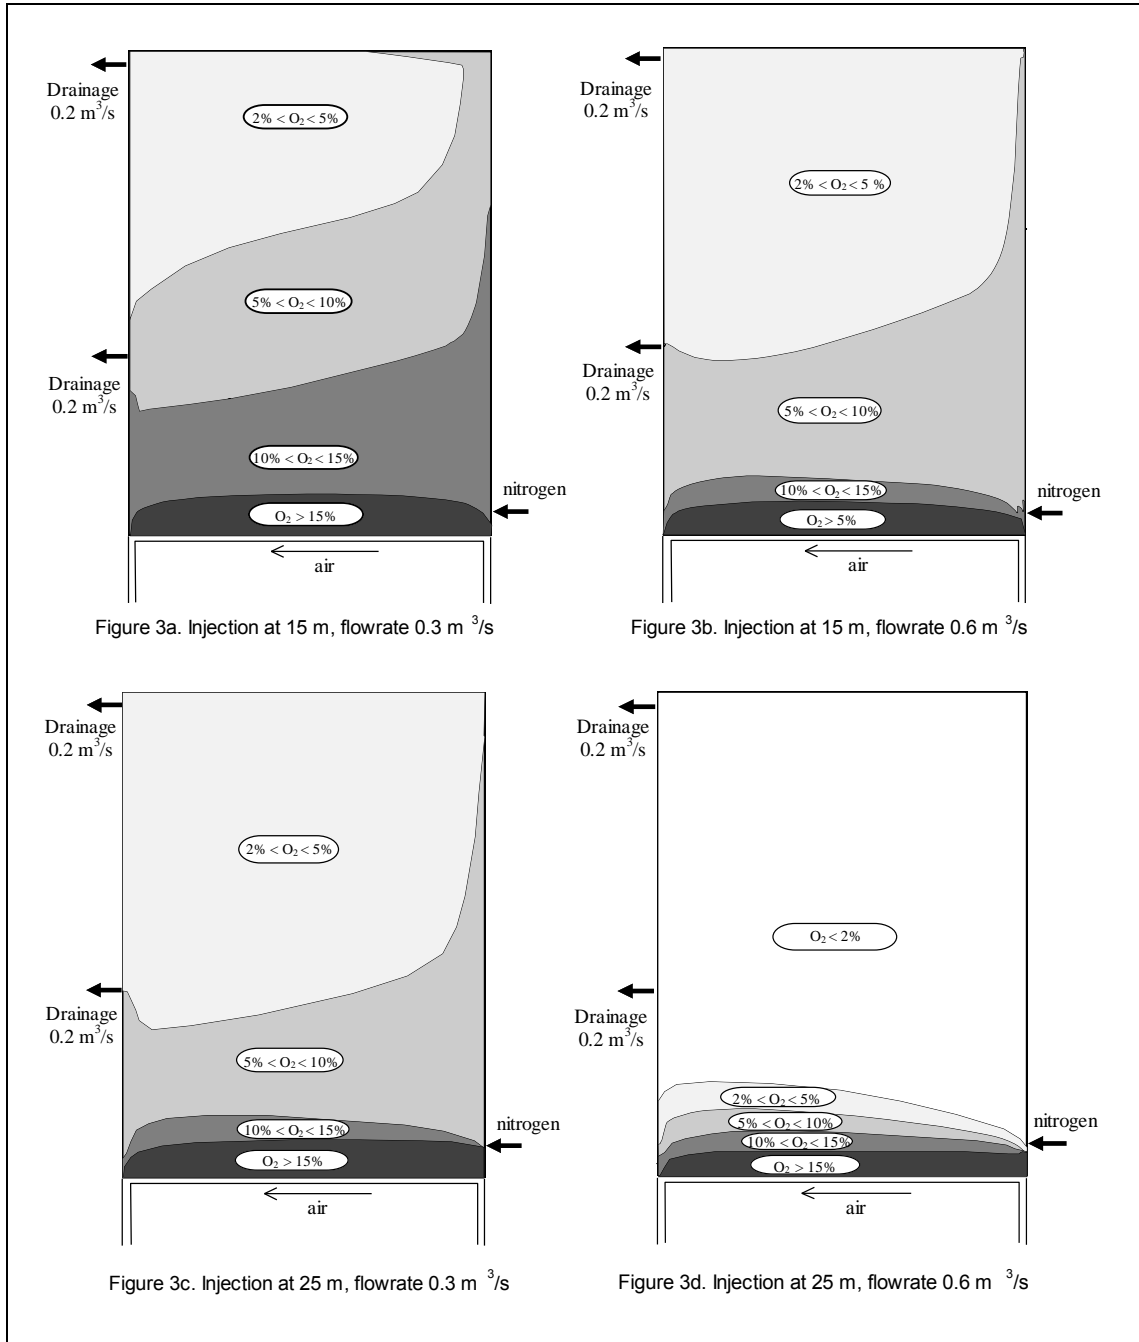 Drainage
0.2 m³/s
2% < O₂ < 5%
5% < O₂ < 10%
Drainage
0.2 m³/s
10% < O₂ < 15%
nitrogen
O₂ > 15%
air
Figure 3a. Injection at 15 m, flowrate 0.3 m ³/s
Drainage
0.2 m³/s
2% < O₂ < 5 %
Drainage
0.2 m³/s
5% < O₂ < 10%
10% < O₂ < 15%
nitrogen
O₂ > 5%
air
Figure 3b. Injection at 15 m, flowrate 0.6 m ³/s
Drainage
0.2 m³/s
2% < O₂ < 5%
Drainage
0.2 m³/s
5% < O₂ < 10%
10% < O₂ < 15%
nitrogen
O₂ > 15%
air
Figure 3c. Injection at 25 m, flowrate 0.3 m ³/s
Drainage
0.2 m³/s
O₂ < 2%
Drainage
0.2 m³/s
2% < O₂ < 5%
5% < O₂ < 10%
nitrogen
10% < O₂ < 15%
O₂ > 15%
air
Figure 3d. Injection at 25 m, flowrate 0.6 m ³/s